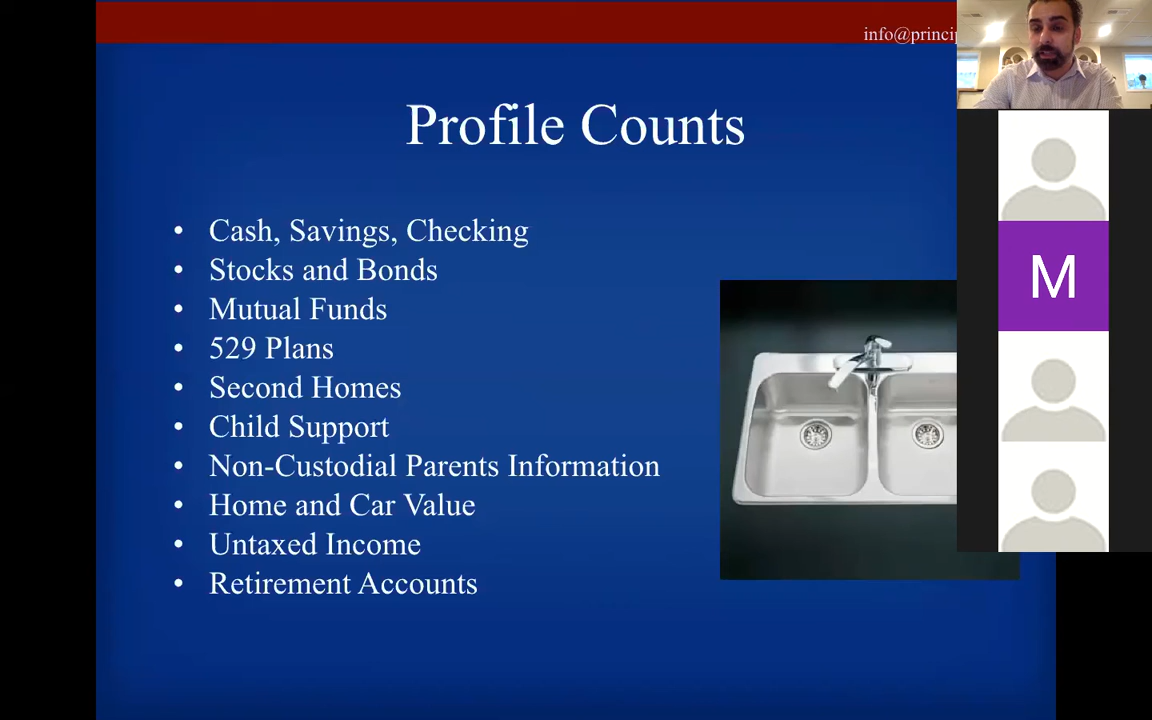 info@princip
Profile Counts
• Cash, Savings, Checking
• Stocks and Bonds
• Mutual Funds
• 529 Plans
• Second Homes
• Child Support
• Non-Custodial Parents Information
• Home and Car Value
• Untaxed Income
• Retirement Accounts
M